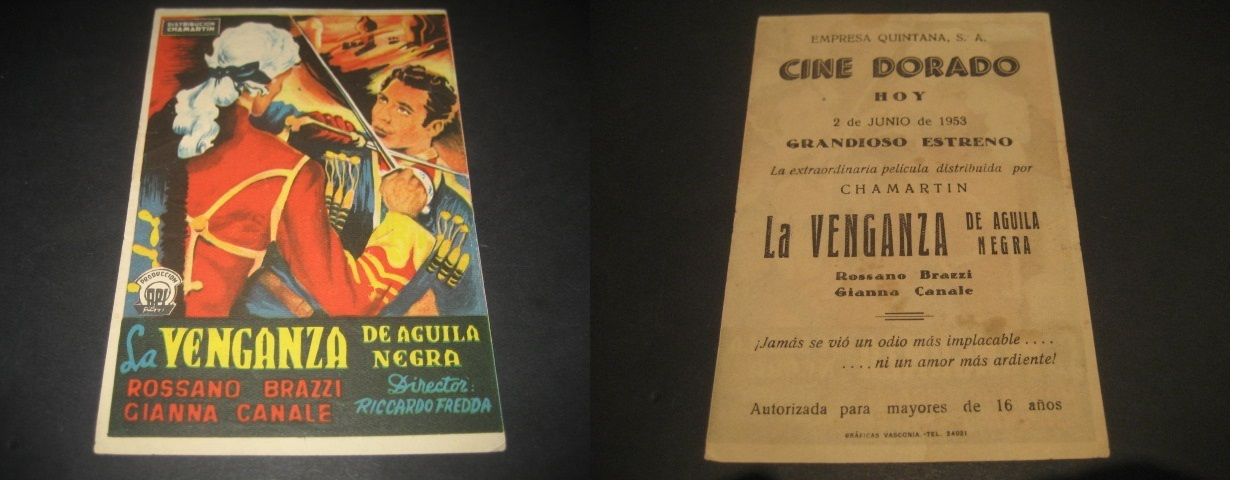 DISTRIBUCION
CHAMARTIN
PRODUCCION
La VENGANZA DE AGUILA
NEGRA
ROSSANO BRAZZI
GIANNA CANALE
Director:
RICCARDO FREDDA
EMPRESA QUINTANA, S. A.
CINE DORADO
HOY
2 de JUNIO de 1953
GRANDIOSO ESTRENO
La extraordinaria película distribuida por
CHAMARTIN
La VENGANZA DE AGUILA
NEGRA
Rossano Brazzi
Gianna Canale
¡Jamás se vió un odio más implacable ....
.... ni un amor más ardiente!
Autorizada para mayores de 16 años
GRÁFICAS VASCONIA.-TEL. 24021